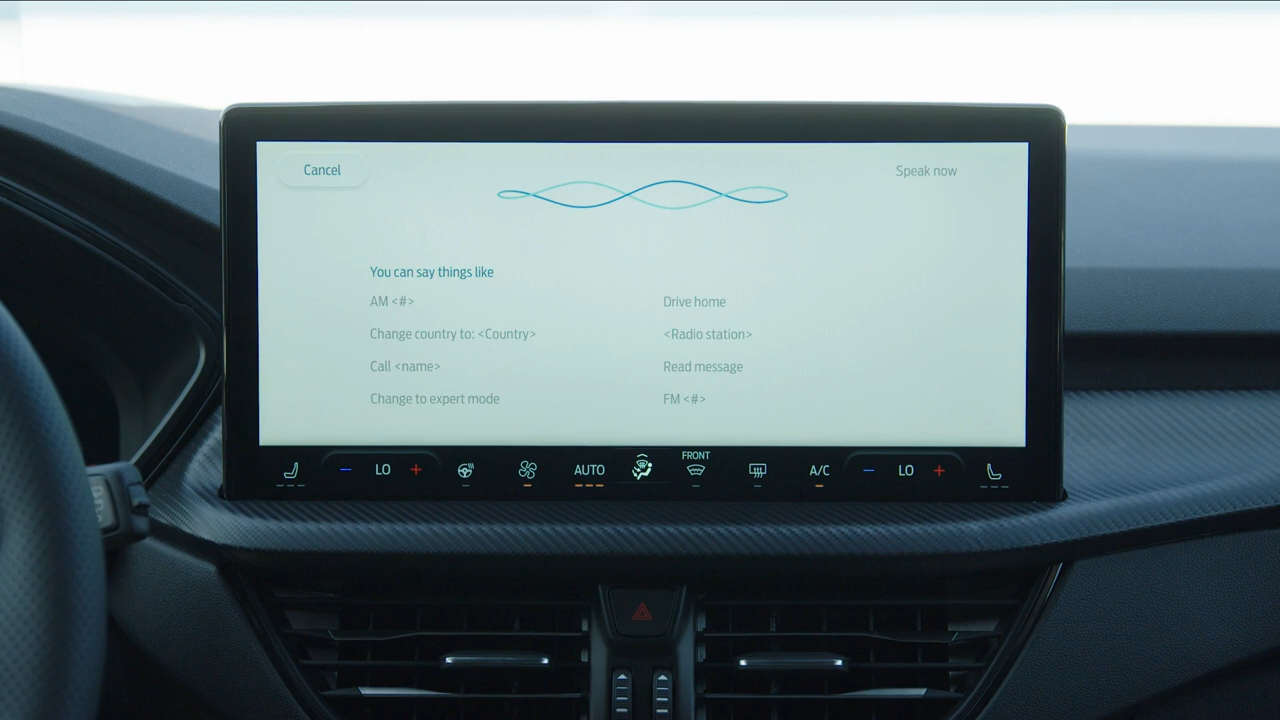 Cancel
Speak now
You can say things like
AM <#>
Drive home
Change country to: <Country>
<Radio station>
Call <name>
Read message
Change to expert mode
FM <#>
FRONT
LO
AUTO
A/C
LO